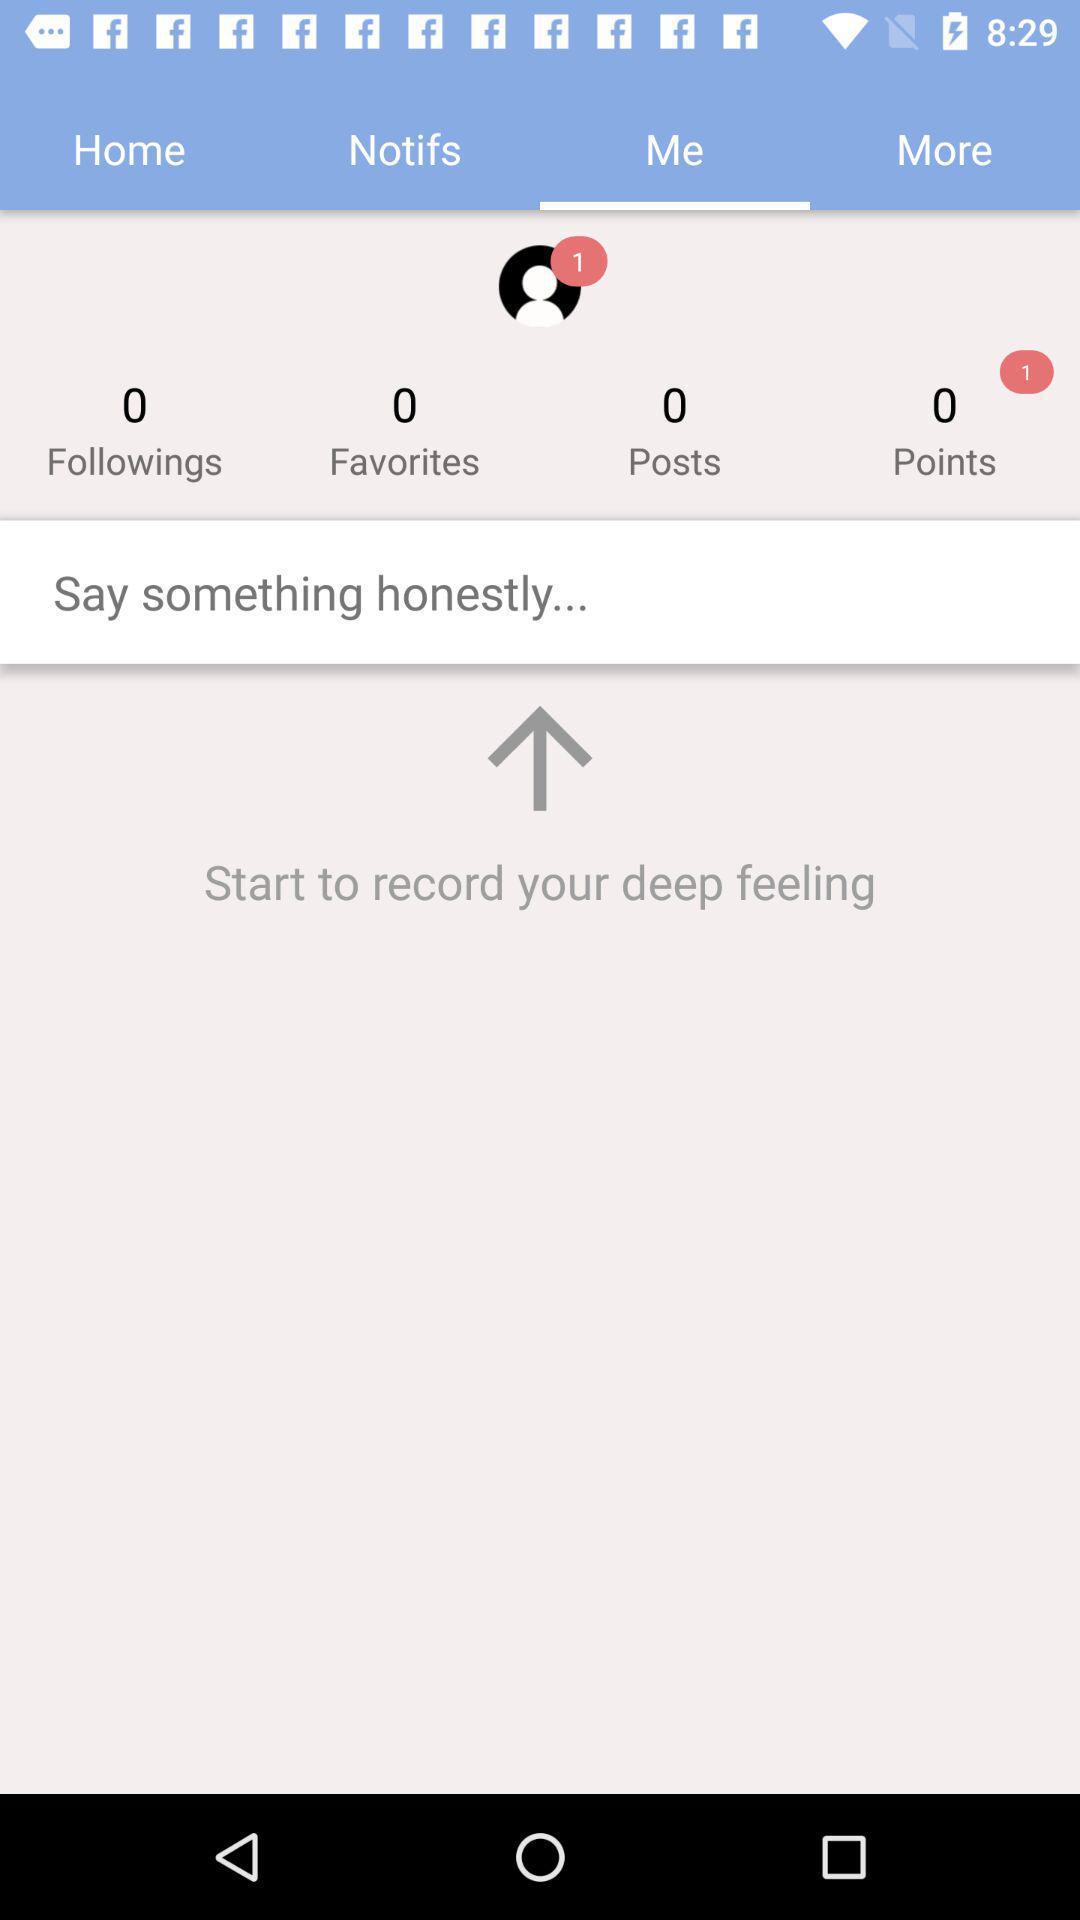 8:29
Home Notifs Me More
1
1
0 0 0 0
Followings Favorites Posts Points
Say something honestly...
Start to record your deep feeling